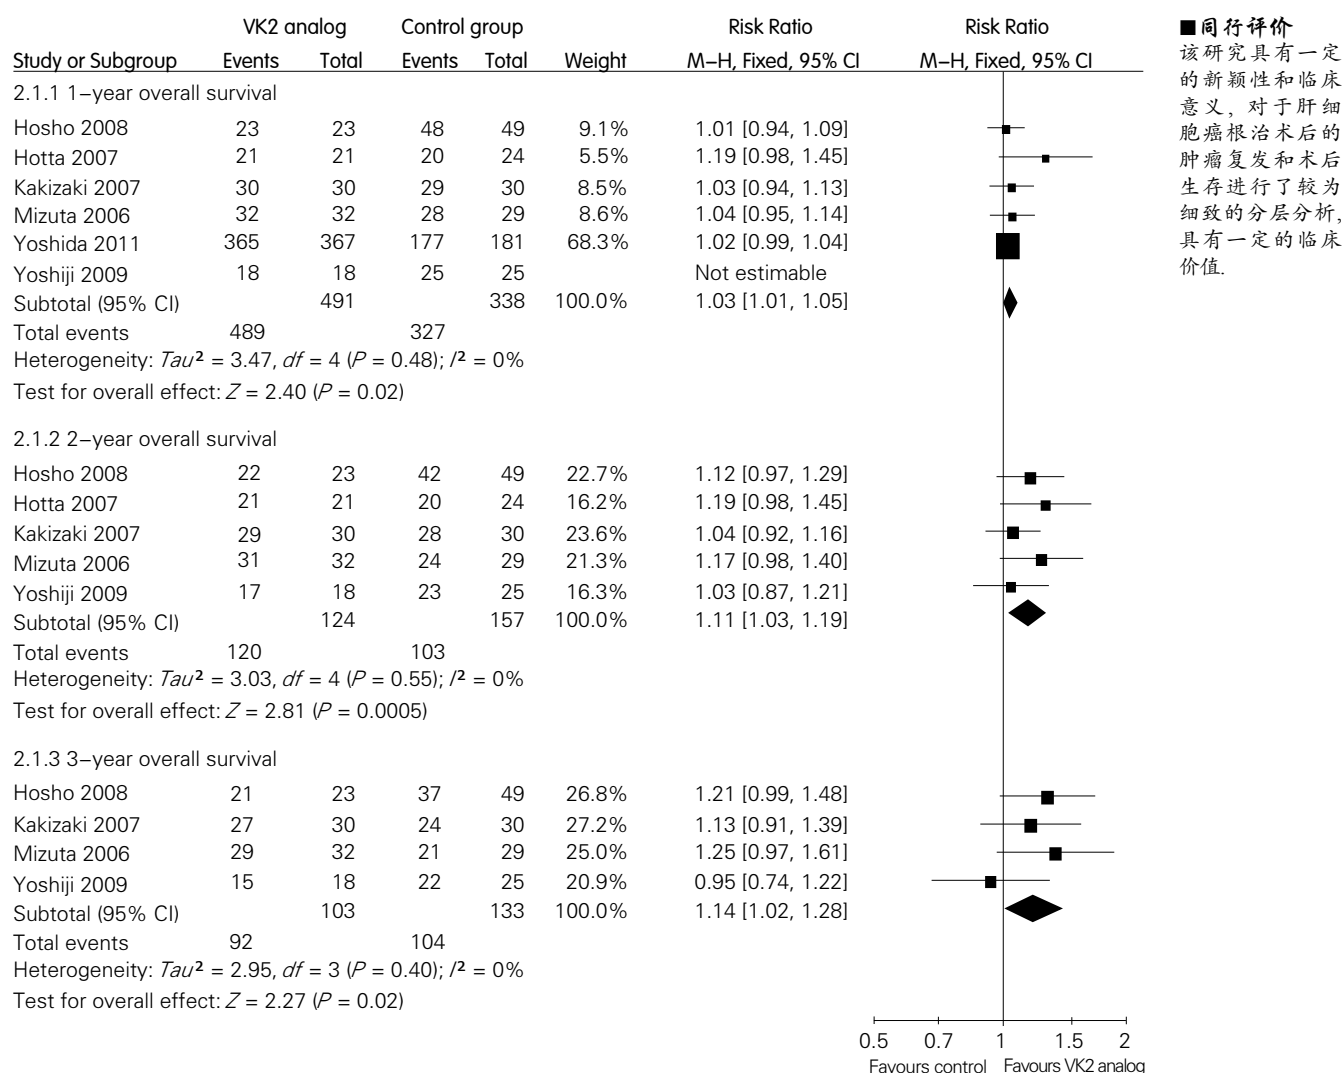 VK2 analog Control group Risk Ratio Risk Ratio
Study or Subgroup Events Total Events Total Weight M–H, Fixed, 95% CI M–H, Fixed, 95% CI
2.1.1 1–year overall survival
Hosho 2008 23 23 48 49 9.1% 1.01 [0.94, 1.09]
Hotta 2007 21 21 20 24 5.5% 1.19 [0.98, 1.45]
Kakizaki 2007 30 30 29 30 8.5% 1.03 [0.94, 1.13]
Mizuta 2006 32 32 28 29 8.6% 1.04 [0.95, 1.14]
Yoshida 2011 365 367 177 181 68.3% 1.02 [0.99, 1.04]
Yoshiji 2009 18 18 25 25 Not estimable
Subtotal (95% CI) 491 338 100.0% 1.03 [1.01, 1.05]
Total events 489 327
Heterogeneity: Tau² = 3.47, df = 4 (P = 0.48); I² = 0%
Test for overall effect: Z = 2.40 (P = 0.02)
2.1.2 2–year overall survival
Hosho 2008 22 23 42 49 22.7% 1.12 [0.97, 1.29]
Hotta 2007 21 21 20 24 16.2% 1.19 [0.98, 1.45]
Kakizaki 2007 29 30 28 30 23.6% 1.04 [0.92, 1.16]
Mizuta 2006 31 32 24 29 21.3% 1.17 [0.98, 1.40]
Yoshiji 2009 17 18 23 25 16.3% 1.03 [0.87, 1.21]
Subtotal (95% CI) 124 157 100.0% 1.11 [1.03, 1.19]
Total events 120 103
Heterogeneity: Tau² = 3.03, df = 4 (P = 0.55); I² = 0%
Test for overall effect: Z = 2.81 (P = 0.0005)
2.1.3 3–year overall survival
Hosho 2008 21 23 37 49 26.8% 1.21 [0.99, 1.48]
Kakizaki 2007 27 30 24 30 27.2% 1.13 [0.91, 1.39]
Mizuta 2006 29 32 21 29 25.0% 1.25 [0.97, 1.61]
Yoshiji 2009 15 18 22 25 20.9% 0.95 [0.74, 1.22]
Subtotal (95% CI) 103 133 100.0% 1.14 [1.02, 1.28]
Total events 92 104
Heterogeneity: Tau² = 2.95, df = 3 (P = 0.40); I² = 0%
Test for overall effect: Z = 2.27 (P = 0.02)
0.5 0.7 1 1.5 2
Favours control Favours VK2 analog
■同行评价
该研究具有一定
的新颖性和临床
意义, 对于肝细
胞癌根治术后的
肿瘤复发和术后
生存进行了较为
细致的分层分析,
具有一定的临床
价值.